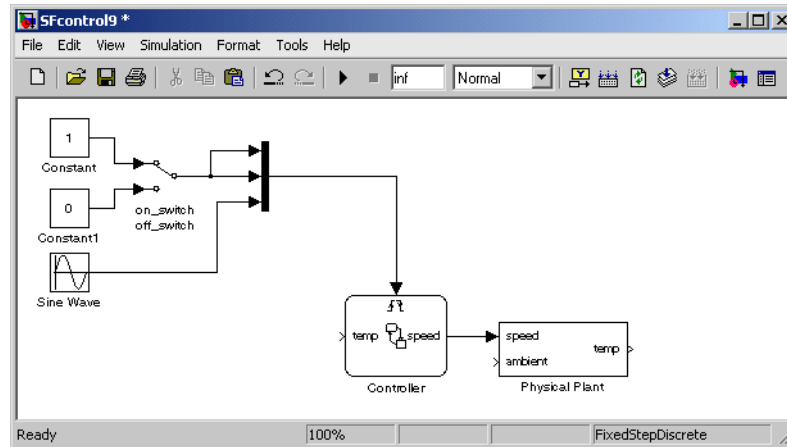 SFcontrol9 *
File Edit View Simulation Format Tools Help
inf Normal
1
Constant
0
Constant1
on_switch
off_switch
Sine Wave
temp speed
Controller
speed
ambient
temp
Physical Plant
Ready 100% FixedStepDiscrete